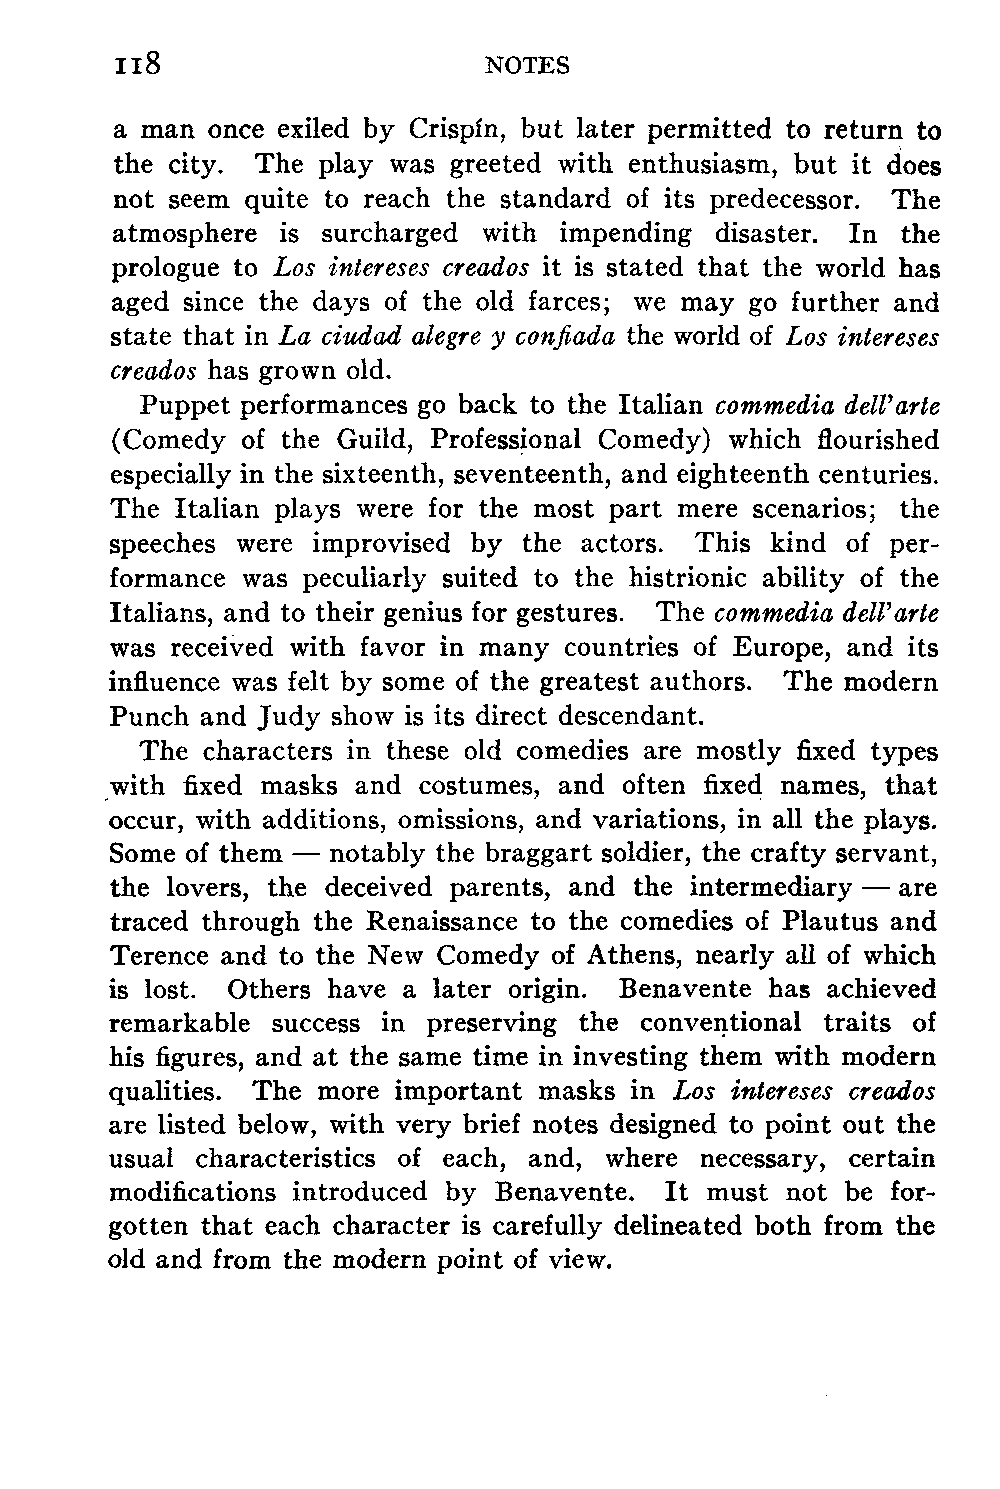 118 NOTES
a man once exiled by Crispín, but later permitted to return to
the city. The play was greeted with enthusiasm, but it does
not seem quite to reach the standard of its predecessor. The
atmosphere is surcharged with impending disaster. In the
prologue to Los intereses creados it is stated that the world has
aged since the days of the old farces; we may go further and
state that in La ciudad alegre y confiada the world of Los intereses
creados has grown old.
Puppet performances go back to the Italian commedia dell'arte
(Comedy of the Guild, Professional Comedy) which flourished
especially in the sixteenth, seventeenth, and eighteenth centuries.
The Italian plays were for the most part mere scenarios; the
speeches were improvised by the actors. This kind of per-
formance was peculiarly suited to the histrionic ability of the
Italians, and to their genius for gestures. The commedia dell'arte
was received with favor in many countries of Europe, and its
influence was felt by some of the greatest authors. The modern
Punch and Judy show is its direct descendant.
The characters in these old comedies are mostly fixed types
with fixed masks and costumes, and often fixed names, that
occur, with additions, omissions, and variations, in all the plays.
Some of them — notably the braggart soldier, the crafty servant,
the lovers, the deceived parents, and the intermediary — are
traced through the Renaissance to the comedies of Plautus and
Terence and to the New Comedy of Athens, nearly all of which
is lost. Others have a later origin. Benavente has achieved
remarkable success in preserving the conventional traits of
his figures, and at the same time in investing them with modern
qualities. The more important masks in Los intereses creados
are listed below, with very brief notes designed to point out the
usual characteristics of each, and, where necessary, certain
modifications introduced by Benavente. It must not be for-
gotten that each character is carefully delineated both from the
old and from the modern point of view.